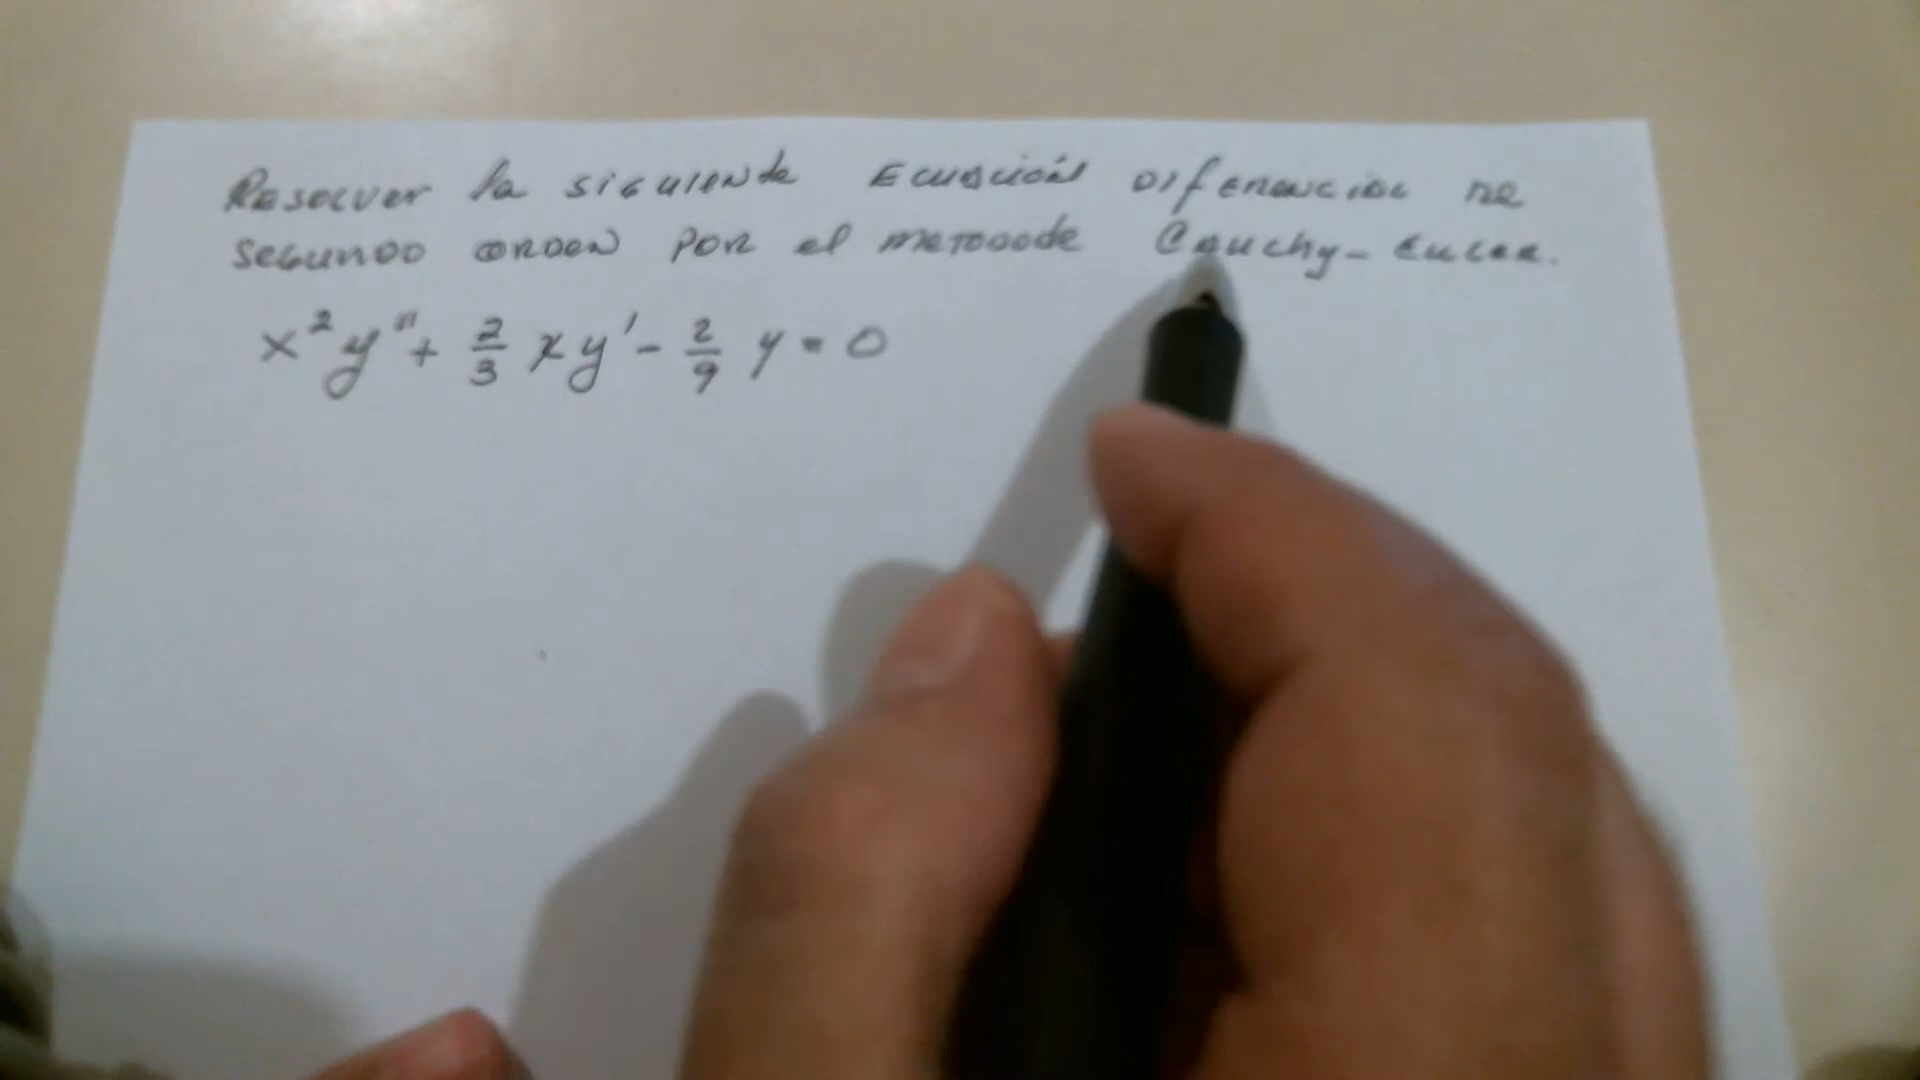 Resolver la siguiente Ecuación Diferencial de
segundo orden por el metodo de Cauchy-Euler.
x²y" + 2/3 xy' - 2/9 y = 0